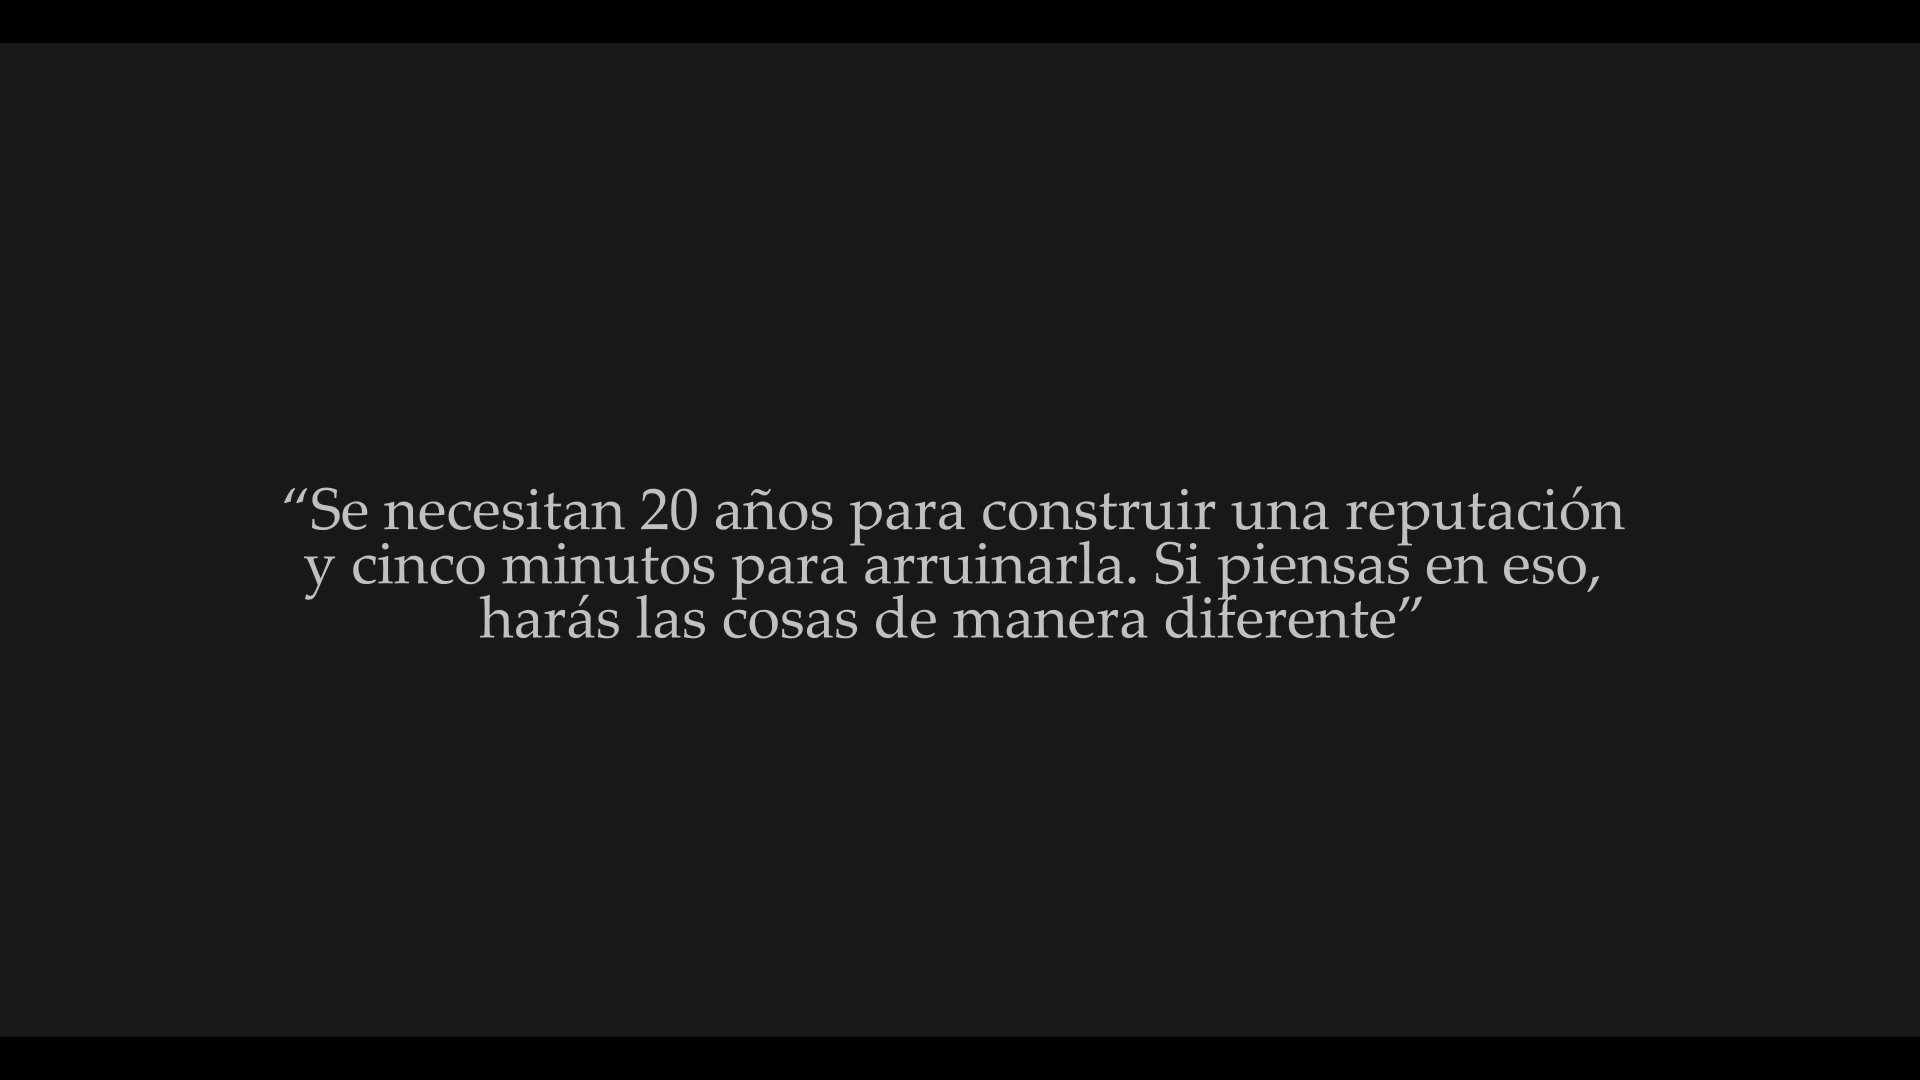 “Se necesitan 20 años para construir una reputación
y cinco minutos para arruinarla. Si piensas en eso,
harás las cosas de manera diferente”